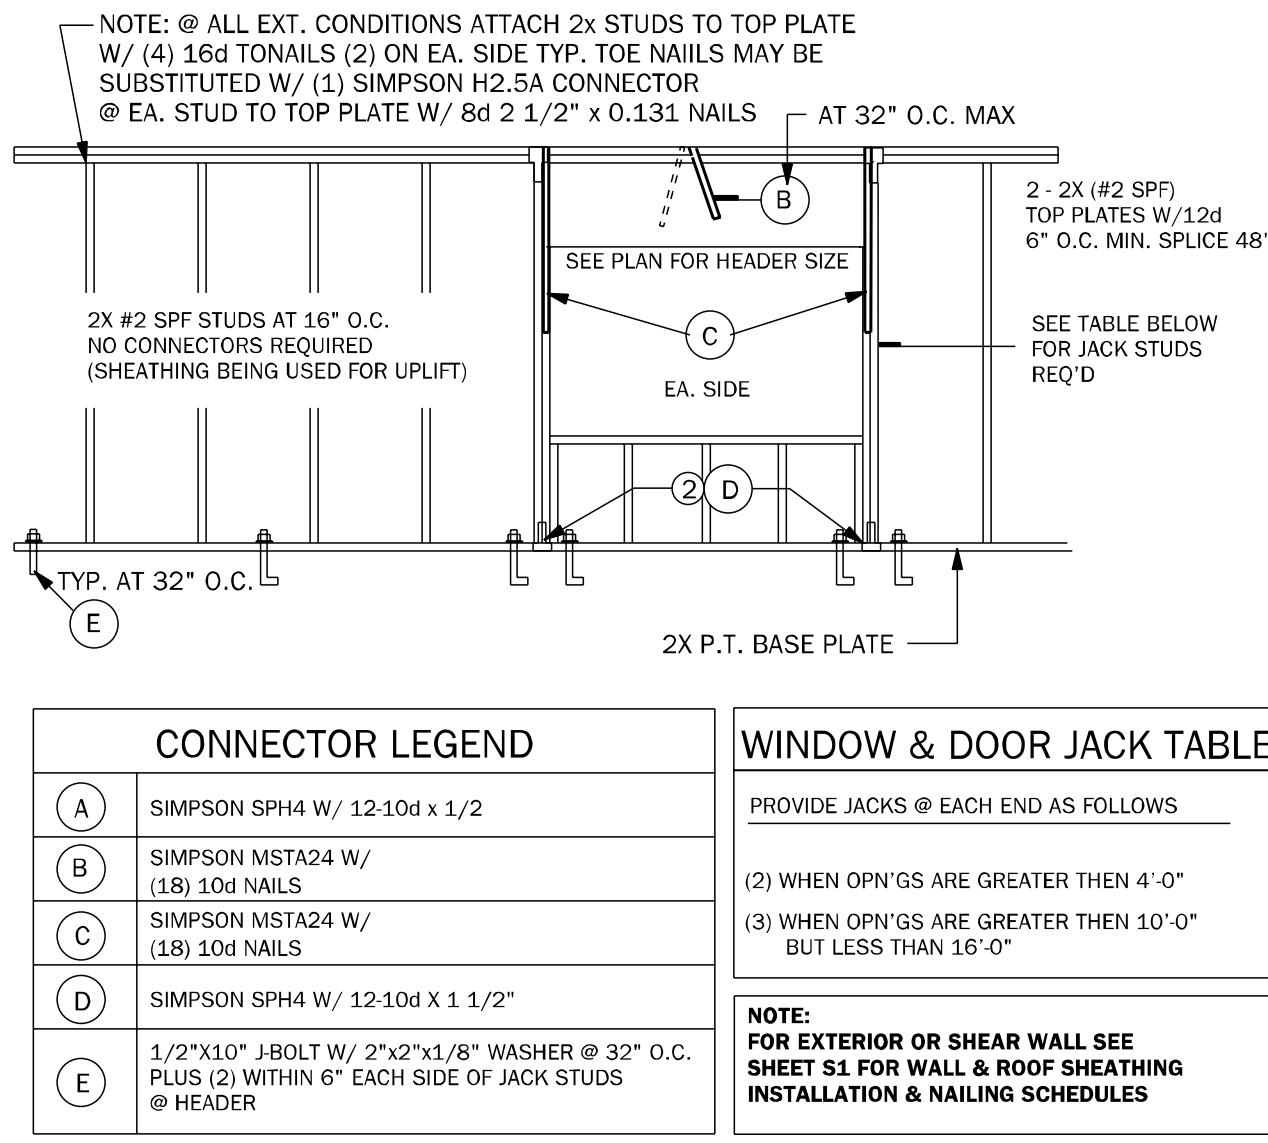 NOTE: @ ALL EXT. CONDITIONS ATTACH 2x STUDS TO TOP PLATE
W/ (4) 16d TONAILS (2) ON EA. SIDE TYP. TOE NAIILS MAY BE
SUBSTITUTED W/ (1) SIMPSON H2.5A CONNECTOR
@ EA. STUD TO TOP PLATE W/ 8d 2 1/2" x 0.131 NAILS
AT 32" O.C. MAX
B
2 - 2X (#2 SPF)
TOP PLATES W/12d
6" O.C. MIN. SPLICE 48"
SEE PLAN FOR HEADER SIZE
2X #2 SPF STUDS AT 16" O.C.
NO CONNECTORS REQUIRED
(SHEATHING BEING USED FOR UPLIFT)
C
EA. SIDE
SEE TABLE BELOW
FOR JACK STUDS
REQ'D
2 D
TYP. AT 32" O.C.
E
2X P.T. BASE PLATE
CONNECTOR LEGEND
A SIMPSON SPH4 W/ 12-10d x 1/2
B SIMPSON MSTA24 W/
(18) 10d NAILS
C SIMPSON MSTA24 W/
(18) 10d NAILS
D SIMPSON SPH4 W/ 12-10d X 1 1/2"
E 1/2"X10" J-BOLT W/ 2"x2"x1/8" WASHER @ 32" O.C.
PLUS (2) WITHIN 6" EACH SIDE OF JACK STUDS
@ HEADER
WINDOW & DOOR JACK TABLE
PROVIDE JACKS @ EACH END AS FOLLOWS
(2) WHEN OPN'GS ARE GREATER THEN 4'-0"
(3) WHEN OPN'GS ARE GREATER THEN 10'-0"
BUT LESS THAN 16'-0"
NOTE:
FOR EXTERIOR OR SHEAR WALL SEE
SHEET S1 FOR WALL & ROOF SHEATHING
INSTALLATION & NAILING SCHEDULES